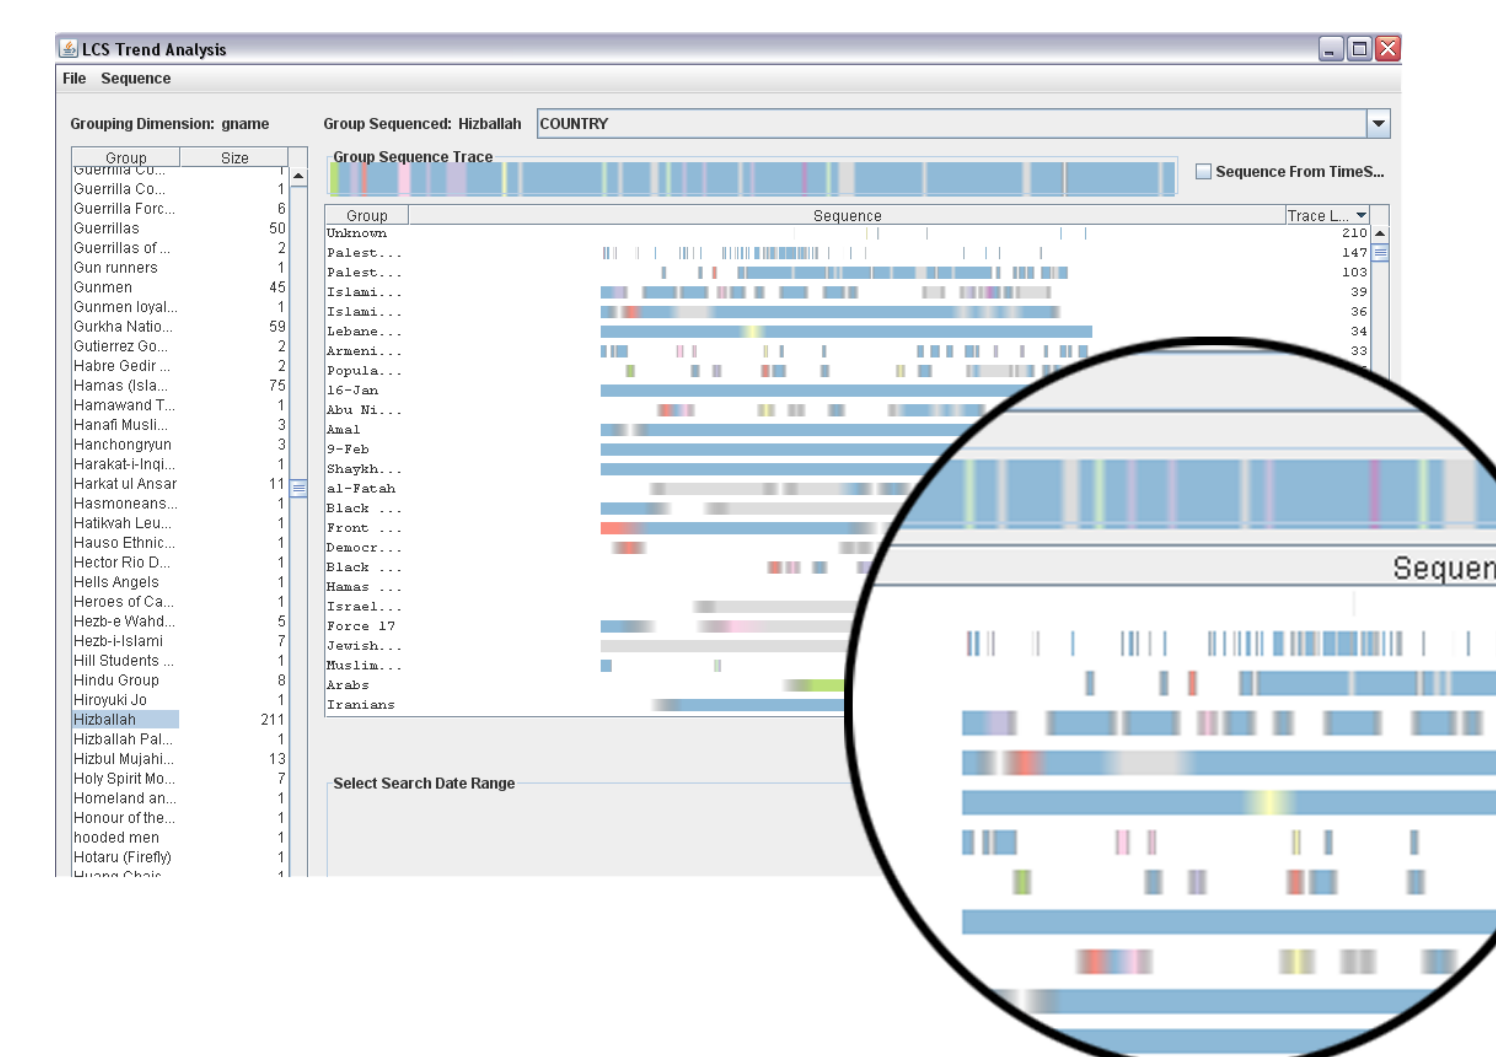 LCS Trend Analysis
File Sequence
Grouping Dimension: gname
Group Sequenced: Hizballah COUNTRY
Group Size
Guerrilla Co... 1
Guerrilla Co... 1
Guerrilla Forc... 6
Guerrillas 50
Guerrillas of ... 2
Gun runners 1
Gunmen 45
Gunmen loyal... 1
Gurkha Natio... 59
Gutierrez Go... 2
Habre Gedir ... 2
Hamas (Isla... 75
Hamawand T... 1
Hanafi Musli... 3
Hanchongryun 3
Harakat-i-Inqi... 1
Harkat ul Ansar 11
Hasmoneans... 1
Hatikvah Leu... 1
Hauso Ethnic... 1
Hector Rio D... 1
Hells Angels 1
Heroes of Ca... 1
Hezb-e Wahd... 5
Hezb-i-Islami 7
Hill Students ... 1
Hindu Group 8
Hiroyuki Jo 1
Hizballah 211
Hizballah Pal... 1
Hizbul Mujahi... 13
Holy Spirit Mo... 7
Homeland an... 1
Honour of the... 1
hooded men 1
Hotaru (Firefly) 1
Huang Chais 1
Group Sequence Trace
Sequence From TimeS...
Group Sequence Trace L...
Unknown 210
Palest... 147
Palest... 103
Islami... 39
Islami... 36
Lebane... 34
Armeni... 33
Popula...
16-Jan
Abu Ni...
Amal
9-Feb
Shaykh...
al-Fatah
Black ...
Front ...
Democr...
Black ...
Hamas ...
Israel...
Force 17
Jewish...
Muslim...
Arabs
Iranians
Select Search Date Range
Sequen